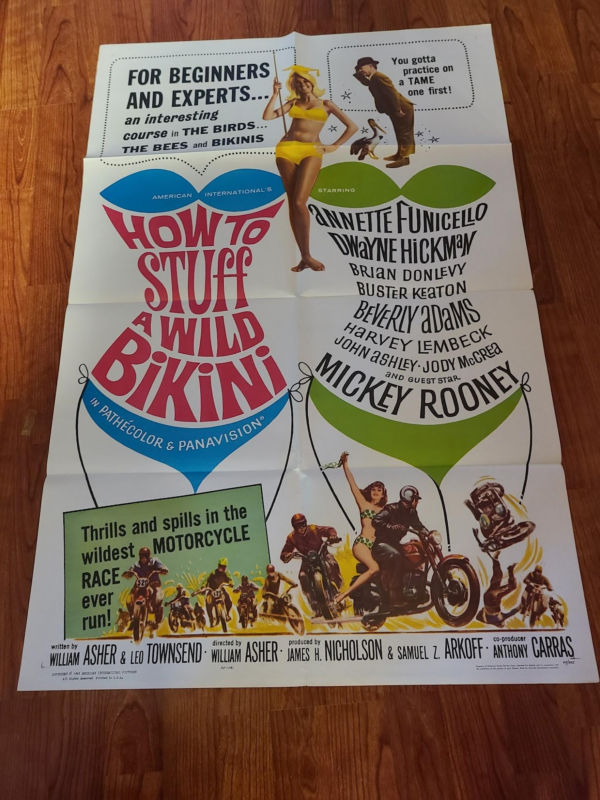 FOR BEGINNERS
AND EXPERTS...
an interesting
course in THE BIRDS...
THE BEES and BIKINIS
You gotta
practice on
a TAME
one first!
AMERICAN INTERNATIONAL'S
HOW TO
STUFF
A WILD
BIKINI
IN PATHÉCOLOR & PANAVISION®
STARRING
ANNETTE FUNICELLO
DWAYNE HICKMAN
BRIAN DONLEVY
BUSTER KEATON
BEVERLY ADAMS
HARVEY LEMBECK
JOHN ASHLEY · JODY McCREA
AND GUEST STAR
MICKEY ROONEY
Thrills and spills in the
wildest MOTORCYCLE
RACE
ever
run!
written by WILLIAM ASHER & LEO TOWNSEND · directed by WILLIAM ASHER · produced by JAMES H. NICHOLSON & SAMUEL Z. ARKOFF · co-producer ANTHONY CARRAS